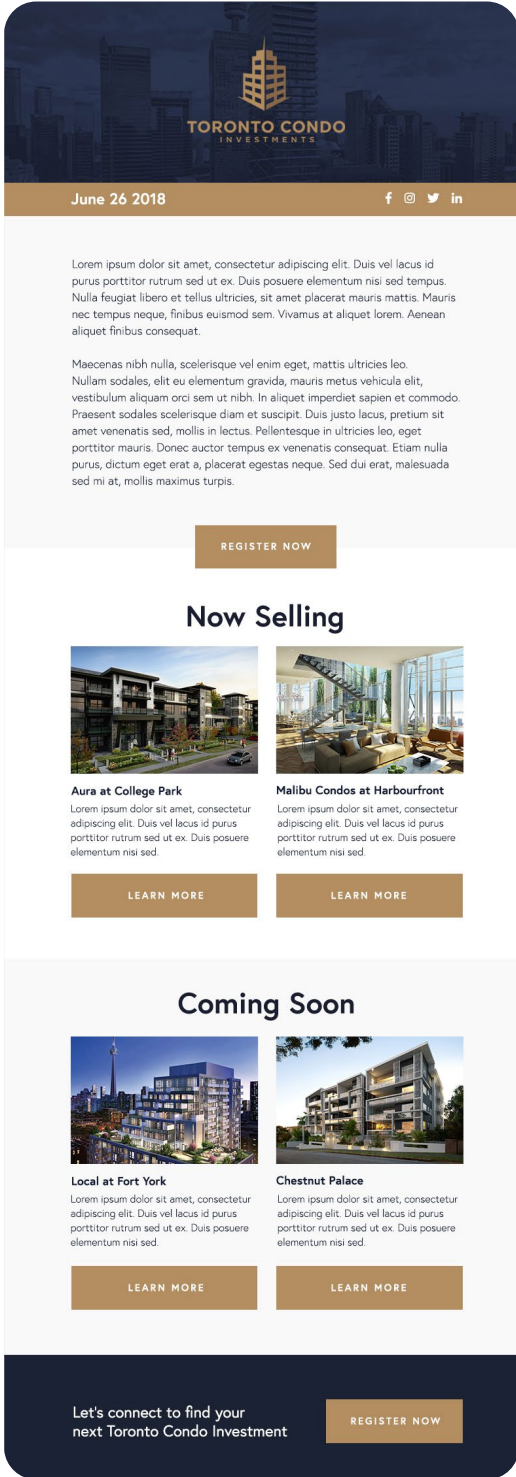 TORONTO CONDO
INVESTMENTS
June 26 2018
Lorem ipsum dolor sit amet, consectetur adipiscing elit. Duis vel lacus id
purus porttitor rutrum sed ut ex. Duis posuere elementum nisi sed tempus.
Nulla feugiat libero et tellus ultricies, sit amet placerat mauris mattis. Mauris
nec tempus neque, finibus euismod sem. Vivamus at aliquet lorem. Aenean
aliquet finibus consequat.
Maecenas nibh nulla, scelerisque vel enim eget, mattis ultricies leo.
Nullam sodales, elit eu elementum gravida, mauris metus vehicula elit,
vestibulum aliquam orci sem ut nibh. In aliquet imperdiet sapien et commodo.
Praesent sodales scelerisque diam et suscipit. Duis justo lacus, pretium sit
amet venenatis sed, mollis in lectus. Pellentesque in ultricies leo, eget
porttitor mauris. Donec auctor tempus ex venenatis consequat. Etiam nulla
purus, dictum eget erat a, placerat egestas neque. Sed dui erat, malesuada
sed mi at, mollis maximus turpis.
REGISTER NOW
Now Selling
Aura at College Park
Lorem ipsum dolor sit amet, consectetur
adipiscing elit. Duis vel lacus id purus
porttitor rutrum sed ut ex. Duis posuere
elementum nisi sed.
LEARN MORE
Malibu Condos at Harbourfront
Lorem ipsum dolor sit amet, consectetur
adipiscing elit. Duis vel lacus id purus
porttitor rutrum sed ut ex. Duis posuere
elementum nisi sed.
LEARN MORE
Coming Soon
Local at Fort York
Lorem ipsum dolor sit amet, consectetur
adipiscing elit. Duis vel lacus id purus
porttitor rutrum sed ut ex. Duis posuere
elementum nisi sed.
LEARN MORE
Chestnut Palace
Lorem ipsum dolor sit amet, consectetur
adipiscing elit. Duis vel lacus id purus
porttitor rutrum sed ut ex. Duis posuere
elementum nisi sed.
LEARN MORE
Let's connect to find your
next Toronto Condo Investment
REGISTER NOW